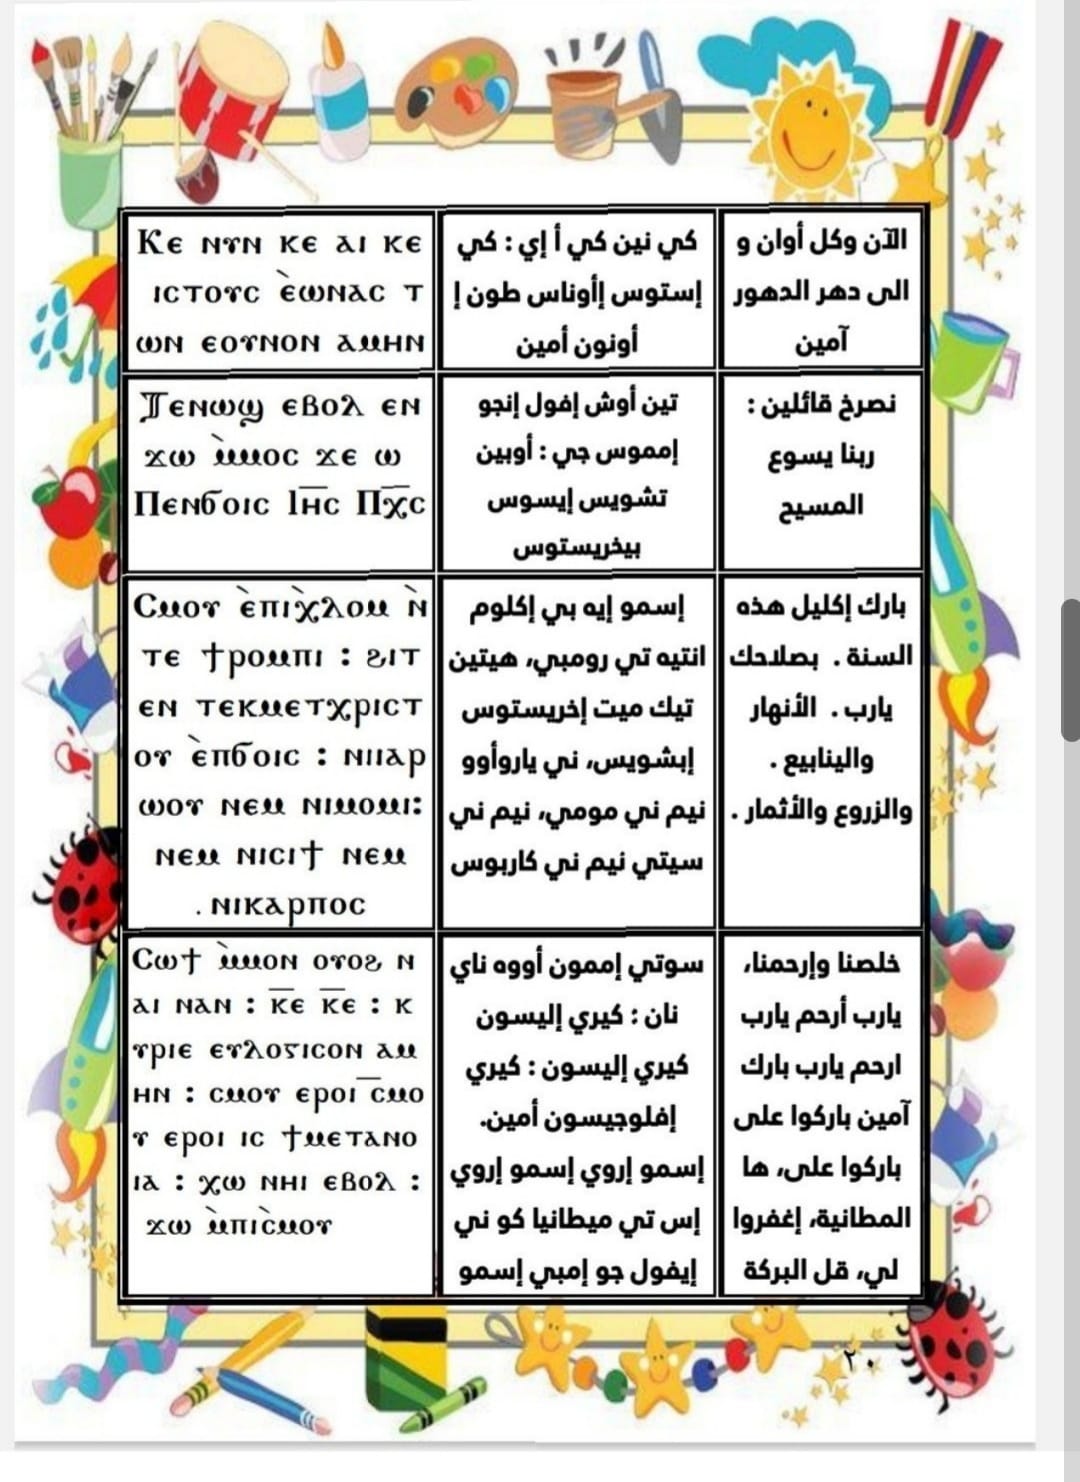 Ⲕⲉ ⲛⲩⲛ ⲕⲉ ⲁⲓ ⲕⲉ
ⲓⲥⲧⲟⲩⲥ ⲉ̀ⲱⲛⲁⲥ ⲧ
ⲱⲛ ⲉⲟⲩⲛⲟⲛ ⲁⲙⲏⲛ
كي نين كي أ إي : كي
إستوس إأوناس طون إ
أونون أمين
الآن وكل أوان و
الى دهر الدهور
آمين
Ⲧⲉⲛⲱϣ ⲉⲃⲟⲗ ⲉⲛ
ϫⲱ ⲙ̀ⲙⲟⲥ ϫⲉ ⲱ
Ⲡⲉⲛϭⲟⲓⲥ Ⲓⲏ̅ⲥ Ⲡⲭ̅ⲥ
تين أوش إفول إنجو
إمموس جي : أوبين
تشويس إيسوس
بيخريستوس
نصرخ قائلين :
ربنا يسوع
المسيح
Ⲥⲙⲟⲩ ⲉ̀ⲡⲓⲭ̀ⲗⲟⲙ ⲛ̀
ⲧⲉ ϯⲣⲟⲙⲡⲓ : ϩⲓⲧ
ⲉⲛ ⲧⲉⲕⲙⲉⲧⲭⲣⲓⲥⲧ
ⲟⲩ ⲉ̀ⲡϭⲟⲓⲥ : ⲛⲓⲓⲁⲣ
ⲱⲟⲩ ⲛⲉⲙ ⲛⲓⲙⲟⲙⲓ:
ⲛⲉⲙ ⲛⲓⲥⲓϯ ⲛⲉⲙ
. ⲛⲓⲕⲁⲣⲡⲟⲥ
إسمو إيه بي إكلوم
انتيه تي رومبي، هيتين
تيك ميت إخريستوس
إبشويس، ني ياروأوو
نيم ني مومي، نيم ني
سيتي نيم ني كاربوس
بارك إكليل هذه
السنة . بصلاحك
يارب . الأنهار
والينابيع .
والزروع والأثمار .
Ⲥⲱϯ ⲙ̀ⲙⲟⲛ ⲟⲩⲟϩ ⲛ
ⲁⲓ ⲛⲁⲛ : ⲕ̅ⲉ ⲕ̅ⲉ : ⲕ
ⲩⲣⲓⲉ ⲉⲩⲗⲟⲅⲓⲥⲟⲛ ⲁⲙ
ⲏⲛ : ⲥⲙⲟⲩ ⲉⲣⲟⲓ ̅ⲥⲙⲟ
ⲩ ⲉⲣⲟⲓ ⲓⲥ ϯⲙⲉⲧⲁⲛⲟ
ⲓⲁ : ⲭⲱ ⲛⲏⲓ ⲉⲃⲟⲗ :
ϫⲱ ⲙ̀ⲡⲓⲥ̀ⲙⲟⲩ
سوتي إممون أووه ناي
نان : كيري إليسون
كيري إليسون : كيري
إفلوجيسون أمين.
إسمو إروي إسمو إروي
إس تي ميطانيا كو ني
إيفول جو إمبي إسمو
خلصنا وإرحمنا،
يارب أرحم يارب
ارحم يارب بارك
آمين باركوا على
باركوا على، ها
المطانية، إغفروا
لي، قل البركة
٢٠